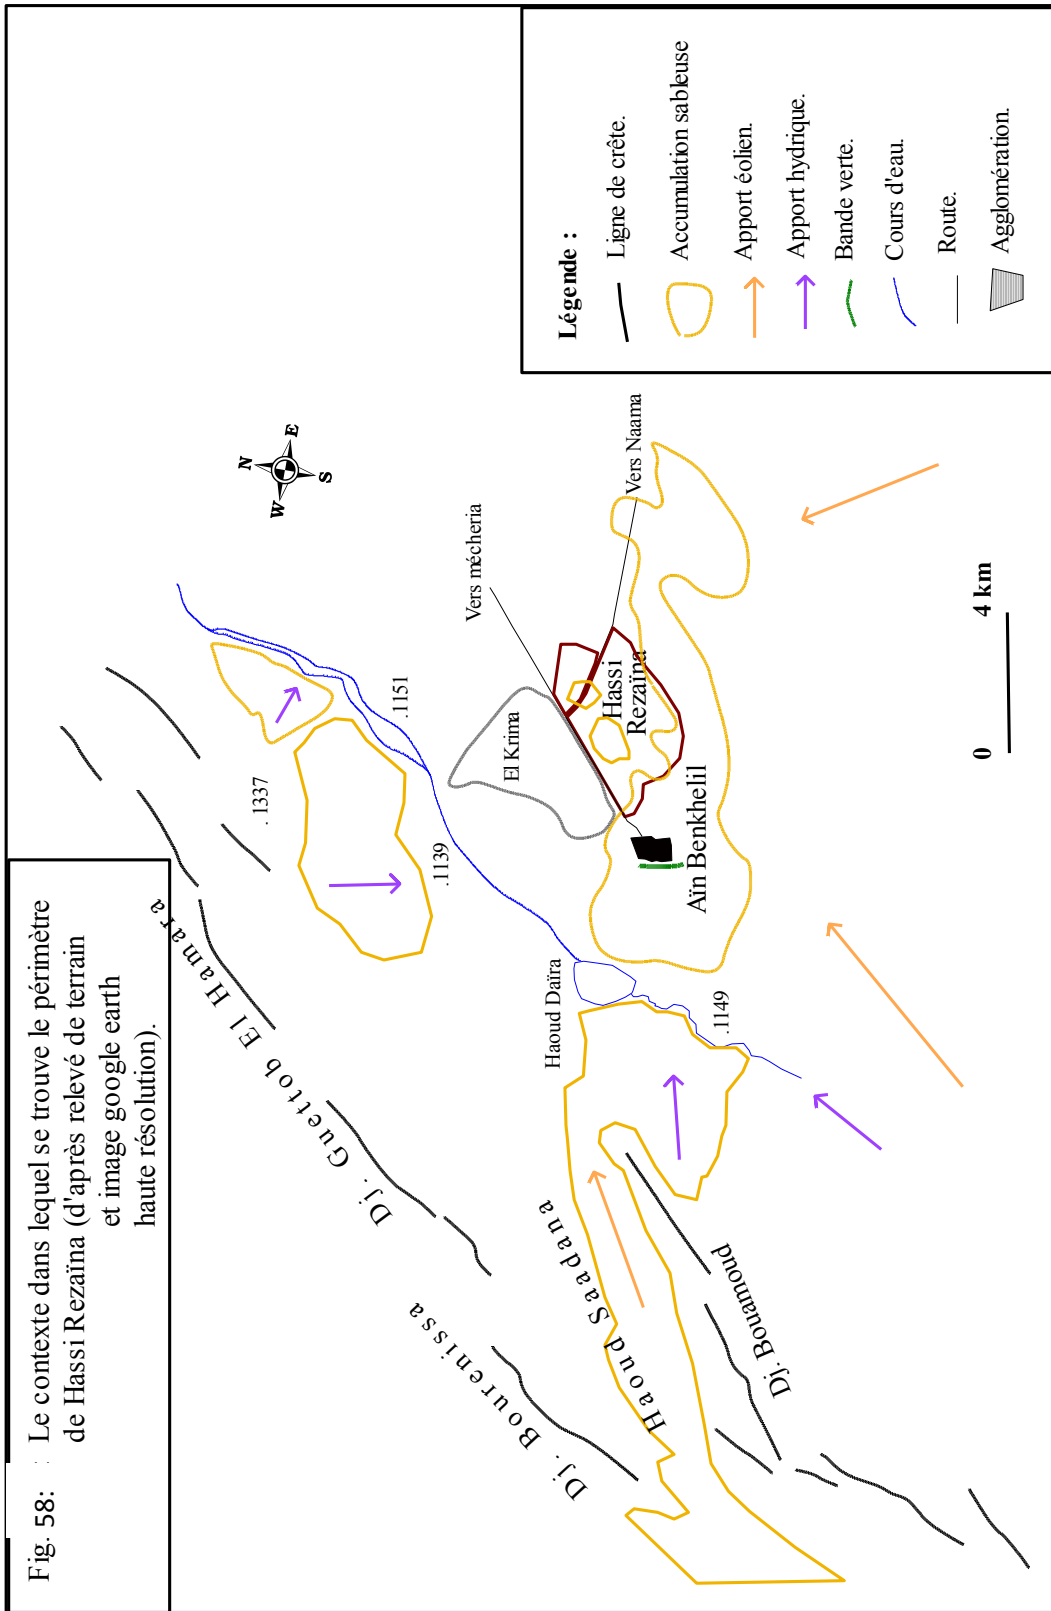 Fig. 58: : Le contexte dans lequel se trouve le périmètre
de Hassi Rezaïna (d'après relevé de terrain
et image google earth
haute résolution).
N
W
E
S
.1337
.1151
.1139
Dj. Guettob El Hamara
Vers mécheria
El Krima
Haoud Daïra
Vers Naama
Hassi
Rezaïna
Aïn Benkhelil
.1149
Dj. Bourenissa
Haoud Saadana
Dj. Bouamoud
0
4 km
Légende :
Ligne de crête.
Accumulation sableuse
Apport éolien.
Apport hydrique.
Bande verte.
Cours d'eau.
Route.
Agglomération.